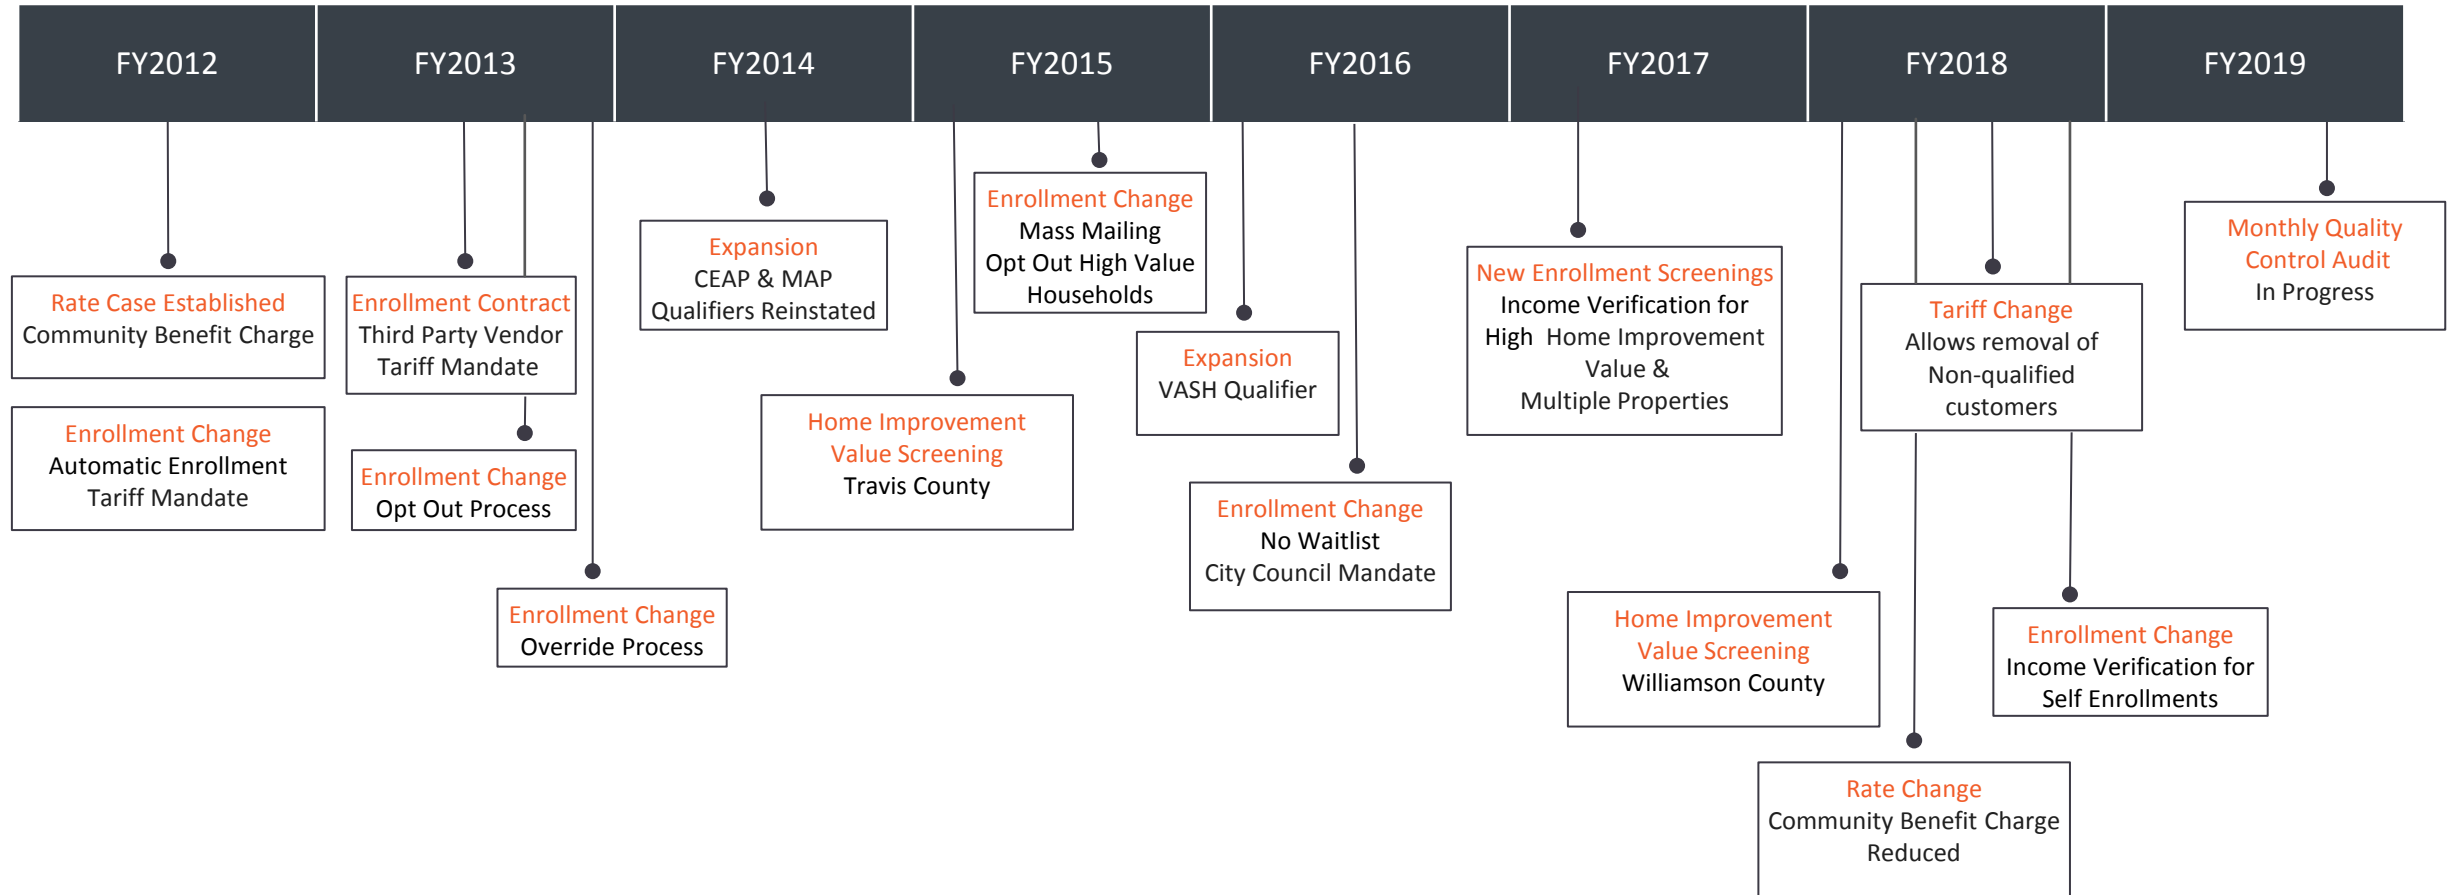 FY2012
FY2013
FY2014
FY2015
FY2016
FY2017
FY2018
FY2019
Rate Case Established
Community Benefit Charge
Enrollment Change
Automatic Enrollment
Tariff Mandate
Enrollment Contract
Third Party Vendor
Tariff Mandate
Enrollment Change
Opt Out Process
Enrollment Change
Override Process
Expansion
CEAP & MAP
Qualifiers Reinstated
Home Improvement
Value Screening
Travis County
Enrollment Change
Mass Mailing
Opt Out High Value
Households
Expansion
VASH Qualifier
Enrollment Change
No Waitlist
City Council Mandate
New Enrollment Screenings
Income Verification for
High Home Improvement
Value &
Multiple Properties
Home Improvement
Value Screening
Williamson County
Rate Change
Community Benefit Charge
Reduced
Tariff Change
Allows removal of
Non-qualified
customers
Enrollment Change
Income Verification for
Self Enrollments
Monthly Quality
Control Audit
In Progress